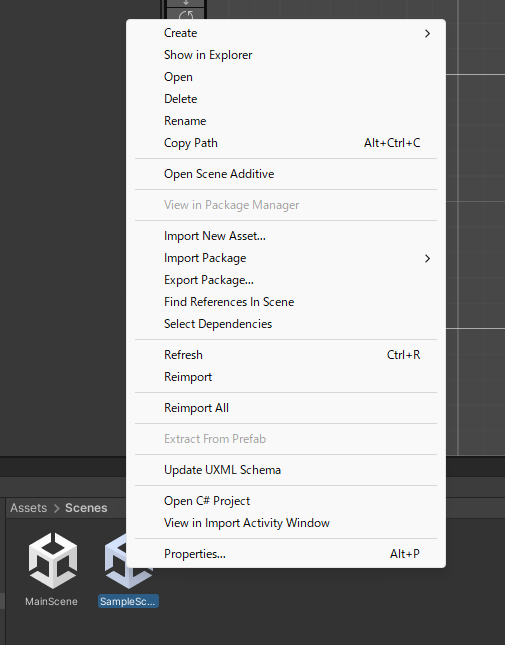 Create
Show in Explorer
Open
Delete
Rename
Copy Path Alt+Ctrl+C
Open Scene Additive
View in Package Manager
Import New Asset...
Import Package
Export Package...
Find References In Scene
Select Dependencies
Refresh Ctrl+R
Reimport
Reimport All
Extract From Prefab
Update UXML Schema
Open C# Project
View in Import Activity Window
Properties... Alt+P
Assets > Scenes
MainScene
SampleSc...